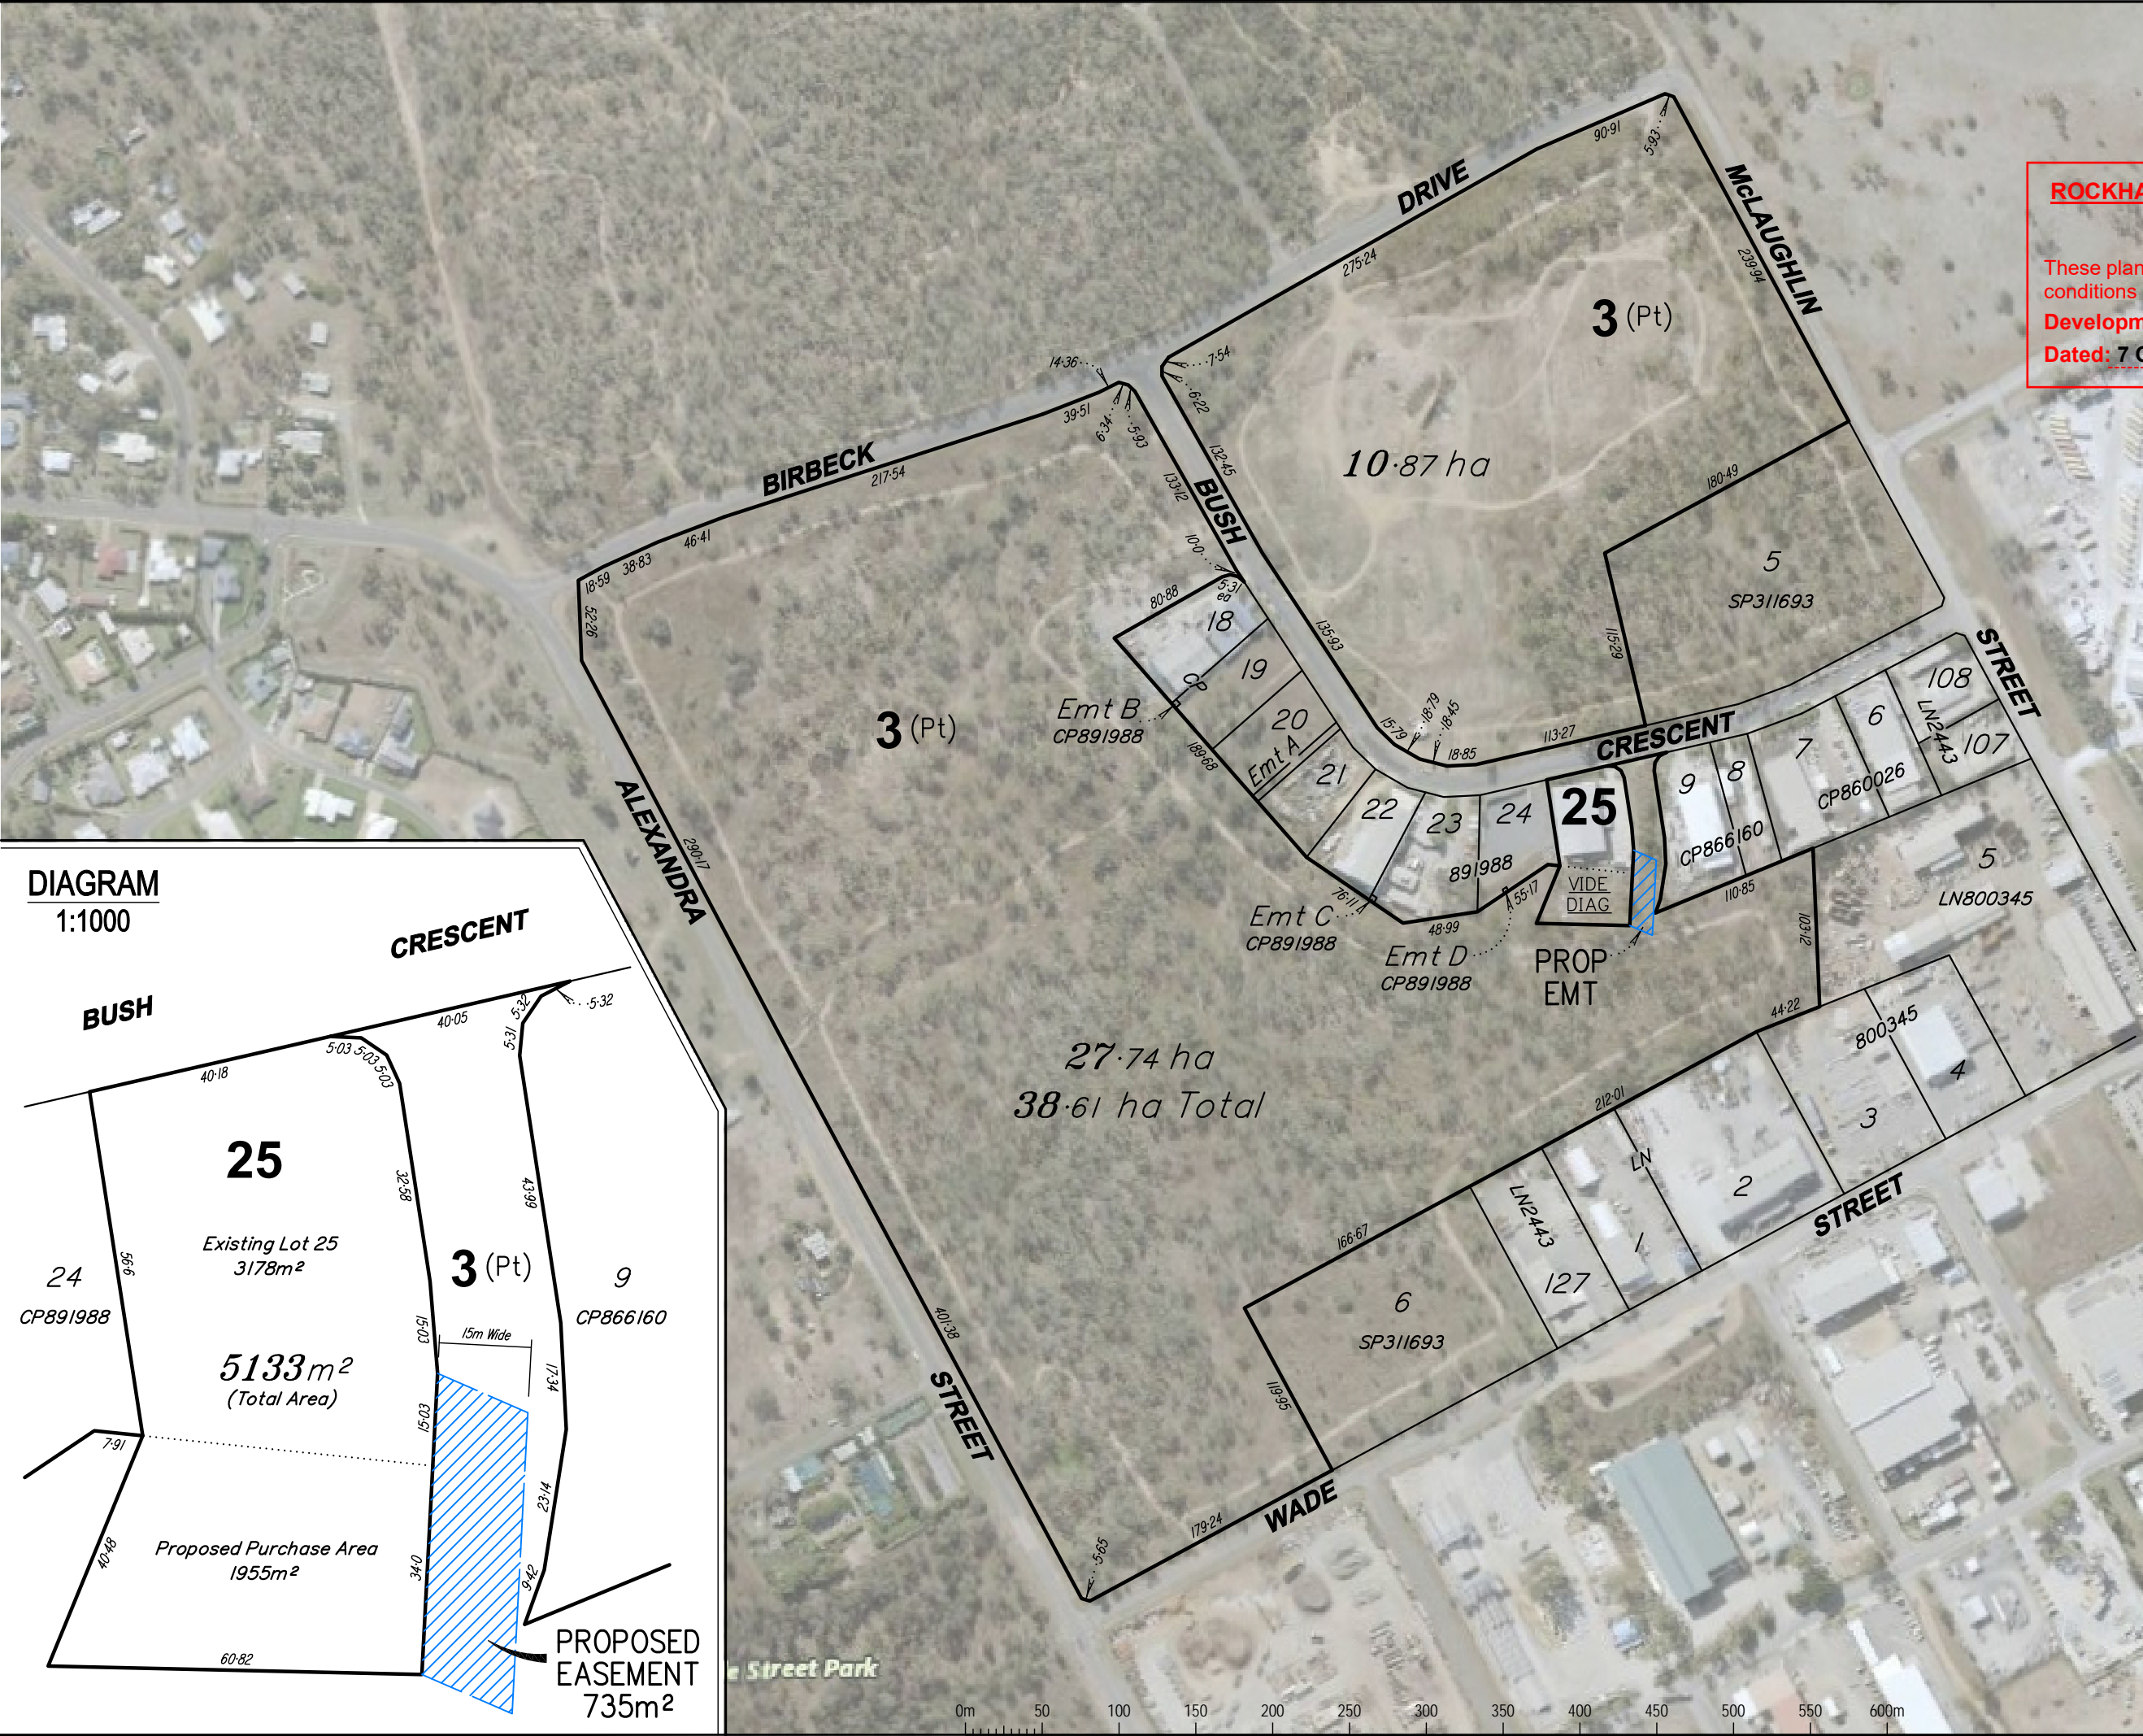 BIRBECK
DRIVE
McLAUGHLIN
STREET
BUSH
CRESCENT
ALEXANDRA
STREET
WADE
STREET
90·91
5·93
275·24
239·94
3 (Pt)
10·87 ha
7·54
6·22
132·45
180·49
115·29
5
SP311693
14·36
39·51
6·34
5·93
217·54
46·41
38·83
18·59
52·26
133·12
10·0
5·31
80·88
135·93
15·79
18·79
18·45
18·85
113·27
18
CP
19
20
Emt A
21
22
23
24
891988
25
VIDE
DIAG
9
8
CP866160
7
6
CP860026
108
LN2443
107
Emt B
CP891988
189·68
76·11
Emt C
CP891988
48·99
55·17
Emt D
CP891988
PROP
EMT
110·85
103·12
5
LN800345
3 (Pt)
290·17
27·74 ha
38·61 ha Total
44·22
800345
4
3
212·01
LN
2
1
LN2443
127
166·67
6
SP311693
119·95
401·38
179·24
5·65
e Street Park
0m 50 100 150 200 250 300 350 400 450 500 550 600m
ROCKHA
These plan
conditions
Developm
Dated: 7 O
DIAGRAM
1:1000
BUSH
CRESCENT
40·18
5·03 5·03 5·03
40·05
5·32
5·32
5·31
25
Existing Lot 25
3178m²
56·6
32·58
43·99
3 (Pt)
24
CP891988
9
CP866160
15·03
15m Wide
17·34
5133m²
(Total Area)
15·03
7·91
23·14
40·48
Proposed Purchase Area
1955m²
34·0
9·42
60·82
PROPOSED
EASEMENT
735m²